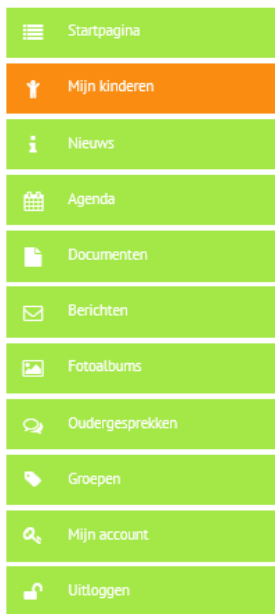 Startpagina
Mijn kinderen
Nieuws
Agenda
Documenten
Berichten
Fotoalbums
Oudergesprekken
Groepen
Mijn account
Uitloggen